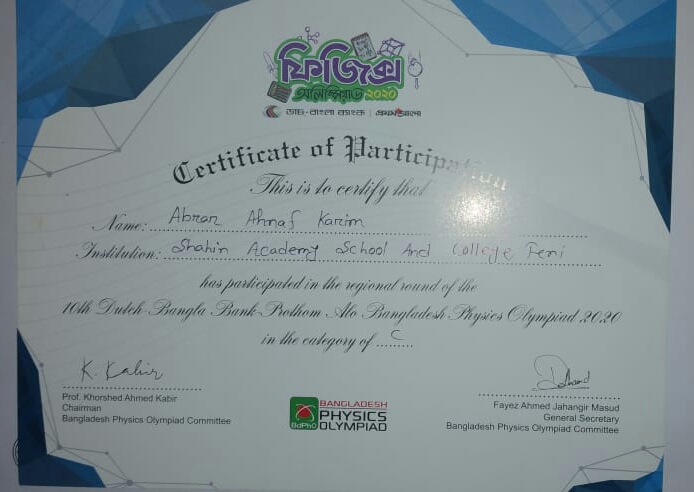 ফিজিক্স
অলিম্পিয়াড ২০২০
ডাচ্-বাংলা ব্যাংক | প্রথম আলো
Certificate of Participation
This is to certify that
Name: Abrar Ahnaf Karim
Institution: Shahin Academy School And College Feni
has participated in the regional round of the
10th Dutch Bangla Bank-Prothom Alo Bangladesh Physics Olympiad 2020
in the category of C
K. Kabir
Prof. Khorshed Ahmed Kabir
Chairman
Bangladesh Physics Olympiad Committee
BdPhO
BANGLADESH
PHYSICS
OLYMPIAD
Fayez Ahmed Jahangir Masud
General Secretary
Bangladesh Physics Olympiad Committee